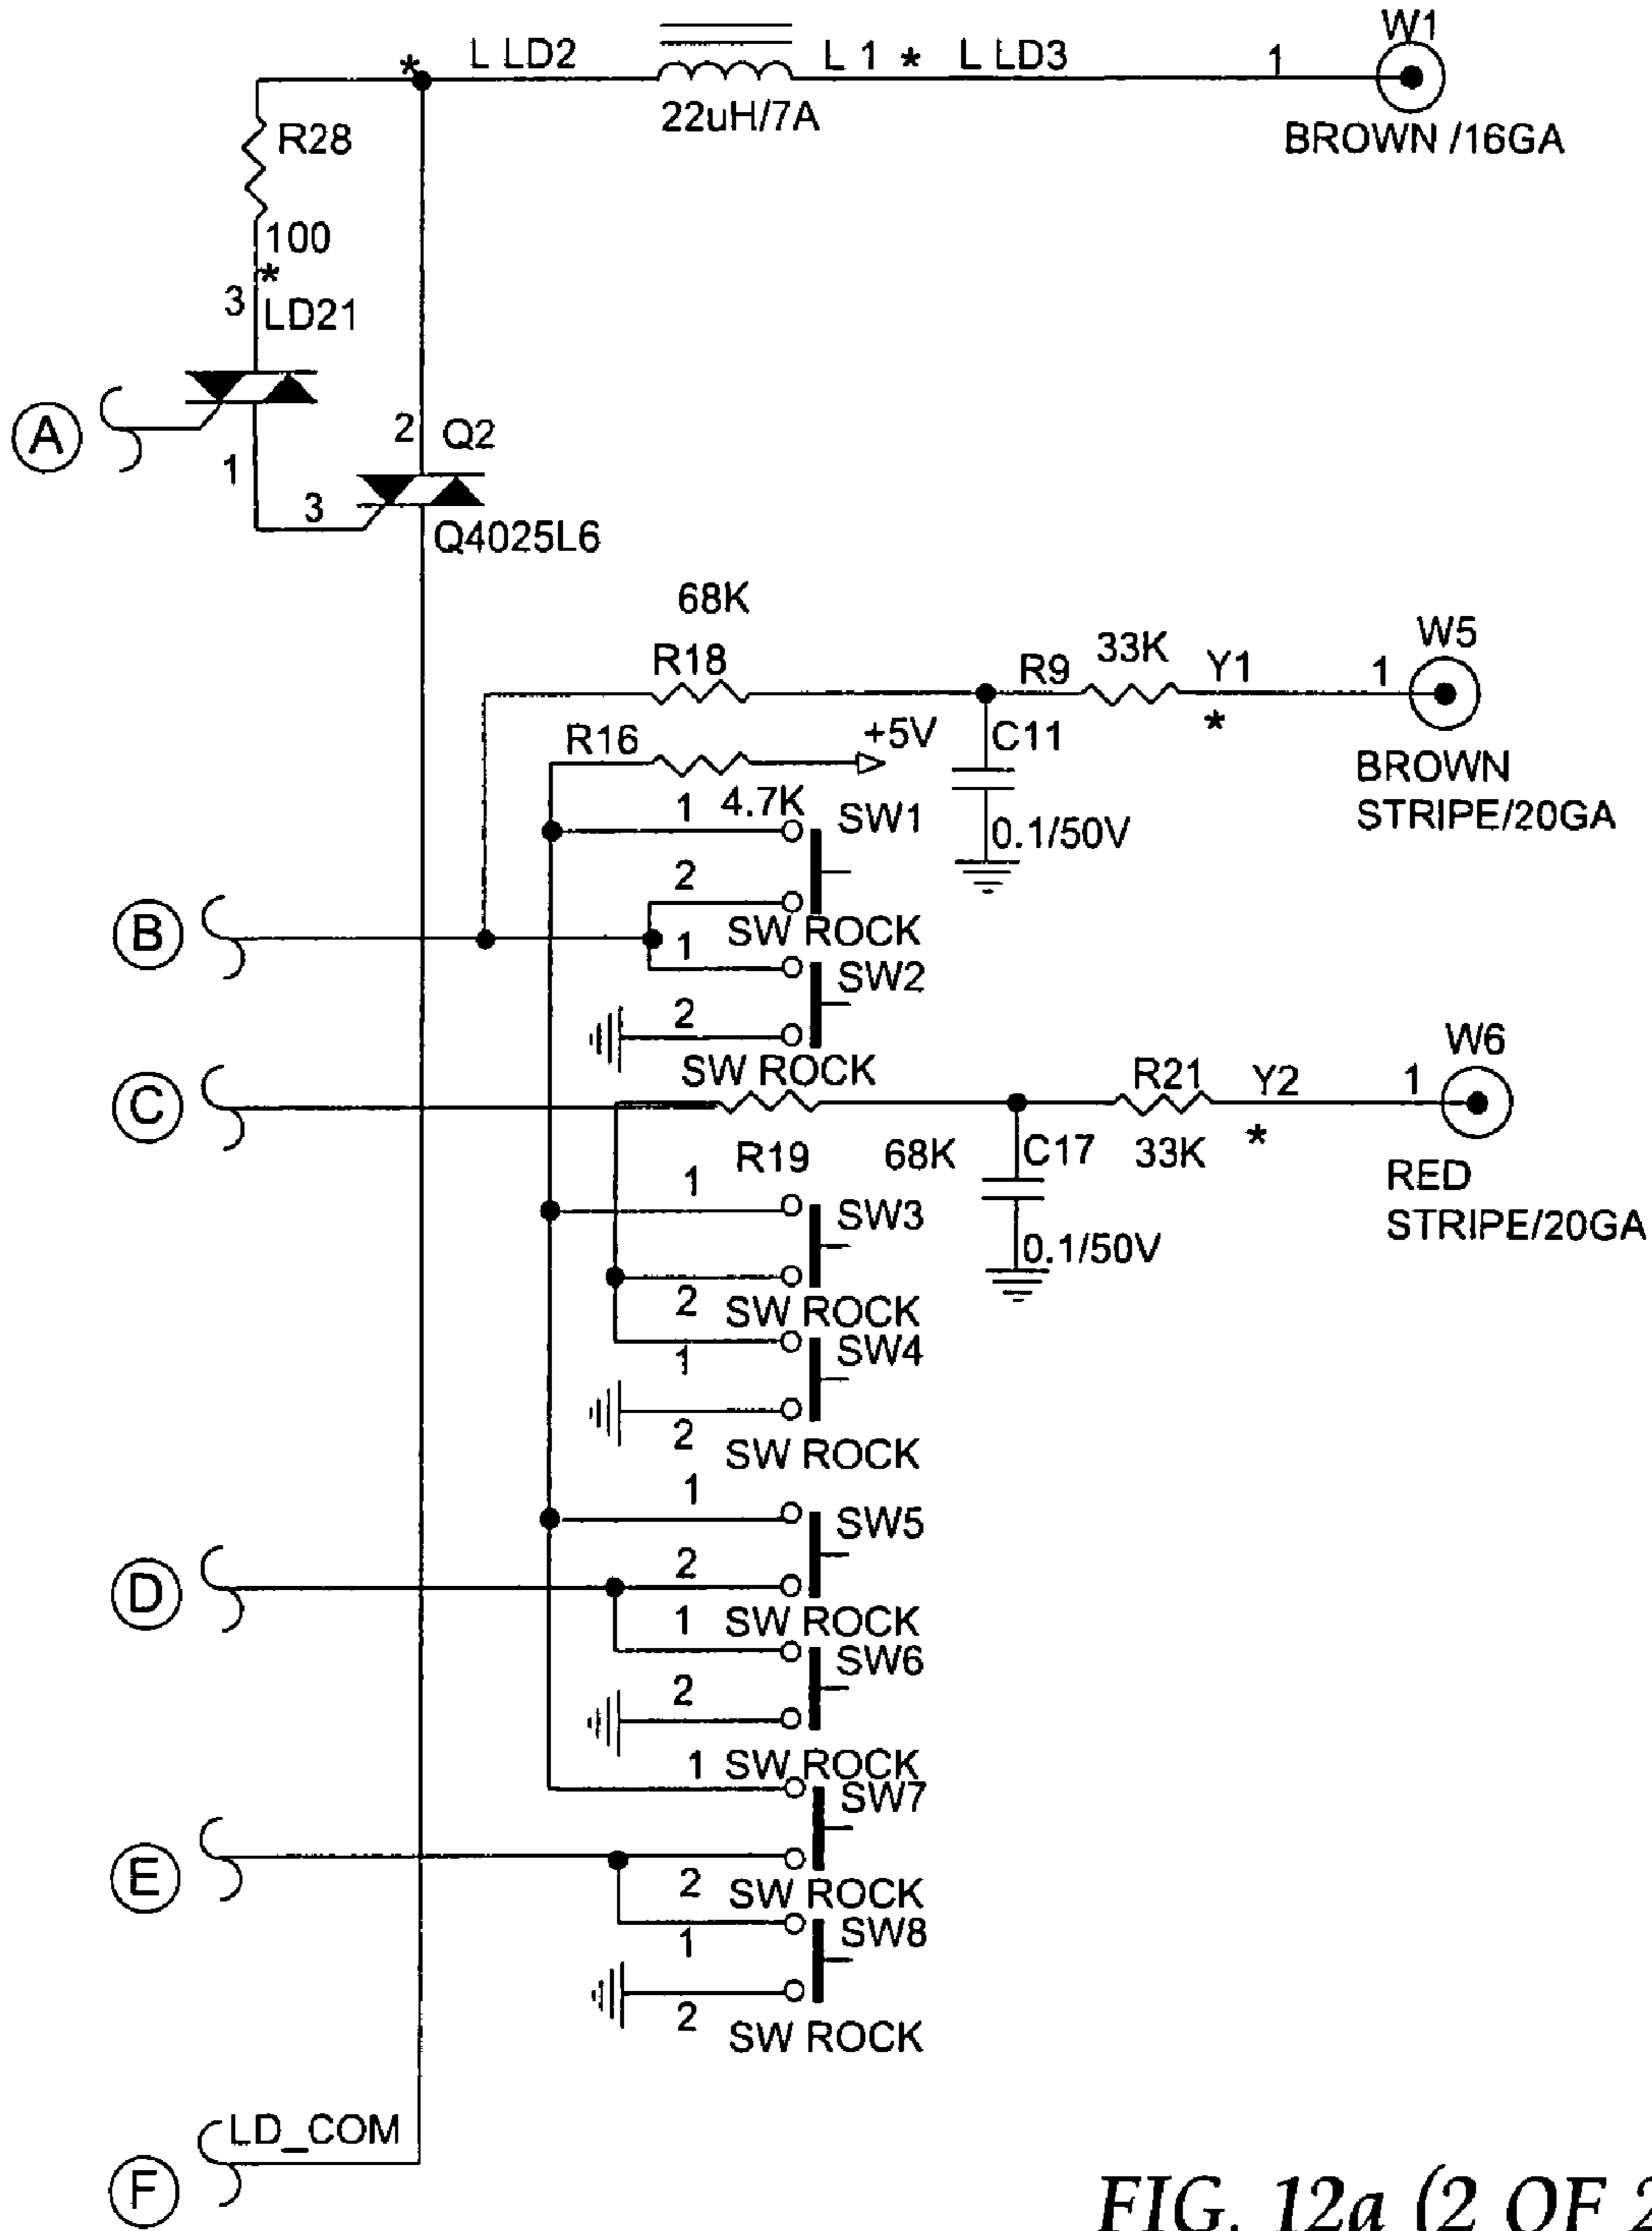 W1
* L LD2 L 1 * L LD3 1
22uH/7A
BROWN /16GA
R28
100
*
3 LD21
A
2 Q2
1
3
Q4025L6
68K
R18 R9 33K Y1 1 W5
*
R16 +5V C11
BROWN
STRIPE/20GA
4.7K
1 SW1
0.1/50V
2
SW ROCK
B
1 SW2
2
SW ROCK
C
R21 Y2 1 W6
*
R19 68K C17 33K
RED
STRIPE/20GA
1 SW3
0.1/50V
2 SW ROCK
1 SW4
2
SW ROCK
1 SW5
2
D
SW ROCK
1 SW6
2
SW ROCK
1 SW7
E
2 SW ROCK
1 SW8
2
SW ROCK
LD_COM
F
FIG. 12a (2 OF 2